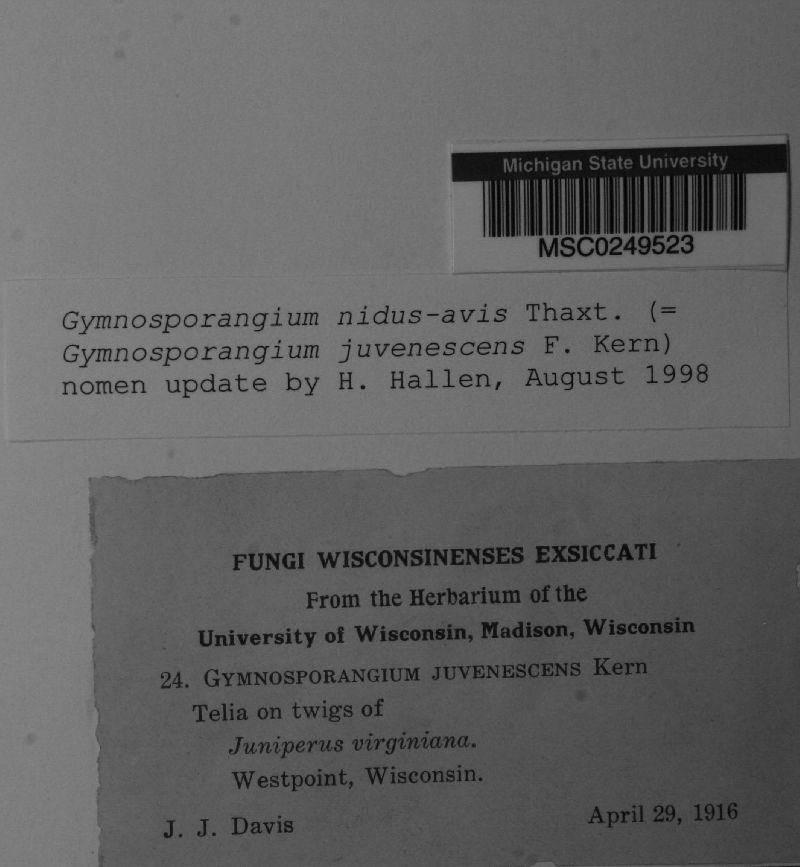 Michigan State University
MSC0249523
Gymnosporangium nidus-avis Thaxt. (=
Gymnosporangium juvenescens F. Kern)
nomen update by H. Hallen, August 1998
FUNGI WISCONSINENSES EXSICCATI
From the Herbarium of the
University of Wisconsin, Madison, Wisconsin
24. GYMNOSPORANGIUM JUVENESCENS Kern
Telia on twigs of
Juniperus virginiana.
Westpoint, Wisconsin.
J. J. Davis April 29, 1916